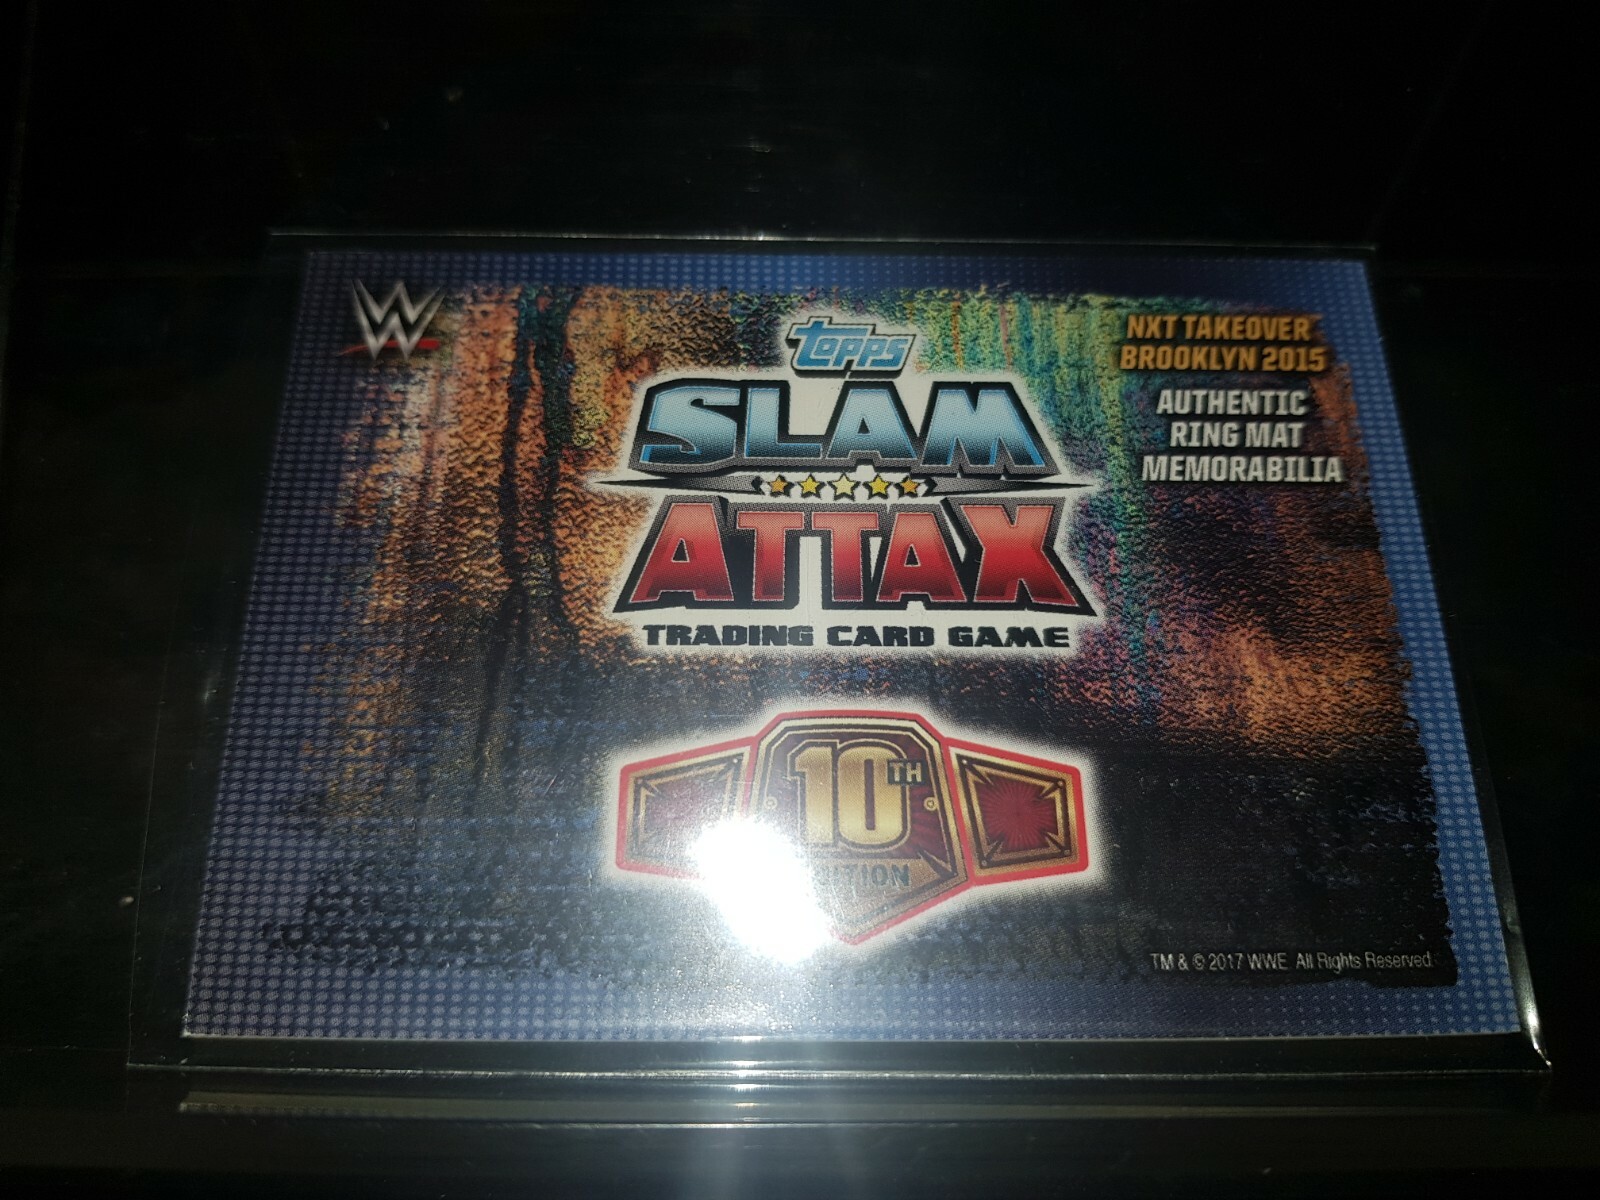 W
topps
SLAM
ATTAX
TRADING CARD GAME
NXT TAKEOVER
BROOKLYN 2015
AUTHENTIC
RING MAT
MEMORABILIA
10TH
TM & © 2017 WWE. All Rights Reserved.